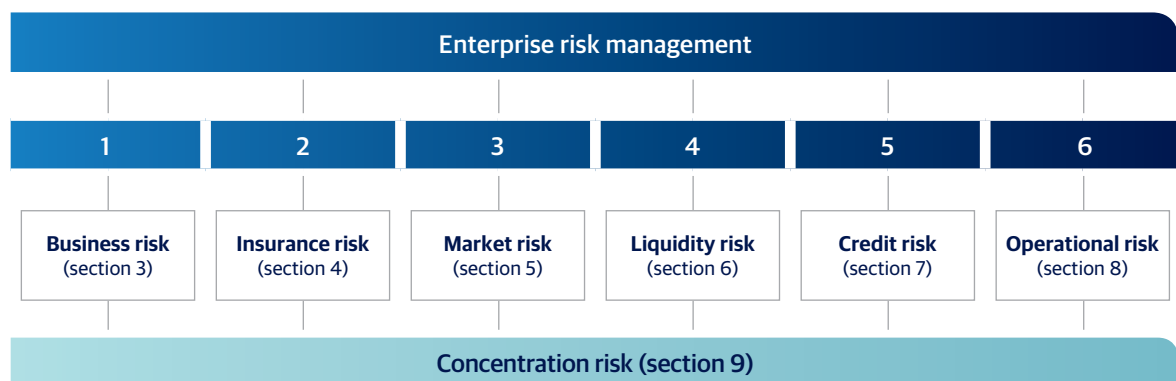 Enterprise risk management
1
2
3
4
5
6
Business risk
(section 3)
Insurance risk
(section 4)
Market risk
(section 5)
Liquidity risk
(section 6)
Credit risk
(section 7)
Operational risk
(section 8)
Concentration risk (section 9)